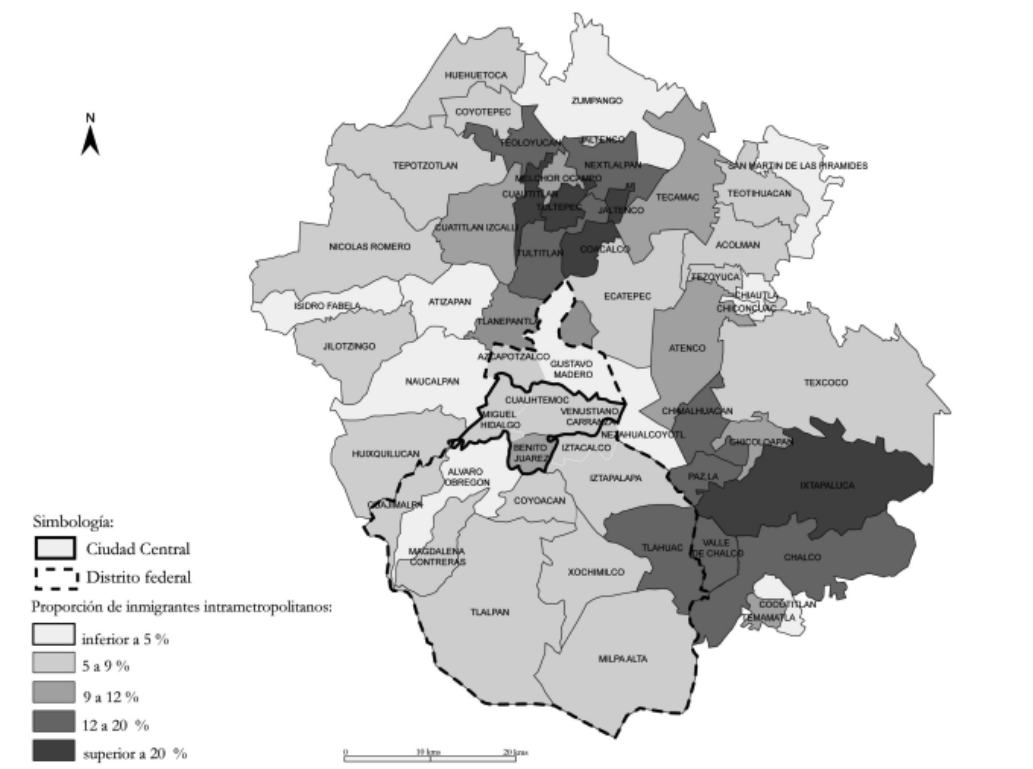 N
HUEHUETOCA
ZUMPANGO
COYOTEPEC
TEOLOYUCAN
JALTENCO
TEPOTZOTLAN
NEXTLALPAN
SAN MARTIN DE LAS PIRAMIDES
MELCHOR OCAMPO
CUAUTITLAN
TEOTIHUACAN
TECAMAC
TULTEPEC
JALTENCO
CUATITLAN IZCALLI
NICOLAS ROMERO
ACOLMAN
TULTITLAN
COACALCO
TEZOYUCA
ISIDRO FABELA
ATIZAPAN
ECATEPEC
CHIAUTLA
CHICONCUAC
TLANEPANTLA
JILOTZINGO
ATENCO
AZCAPOTZALCO
GUSTAVO
MADERO
NAUCALPAN
TEXCOCO
CUAUHTEMOC
MIGUEL
HIDALGO
VENUSTIANO
CARRANZA
CHIMALHUACAN
NEZAHUALCOYOTL
CHICOLOAPAN
HUIXQUILUCAN
BENITO
JUAREZ
IZTACALCO
ALVARO
OBREGON
IZTAPALAPA
PAZ,LA
IXTAPALUCA
CUAJIMALPA
COYOACAN
TLAHUAC
VALLE
DE CHALCO
CHALCO
MAGDALENA
CONTRERAS
XOCHIMILCO
COCOTITLAN
TEMAMATLA
TLALPAN
MILPA ALTA
Simbología:
Ciudad Central
Distrito federal
Proporción de inmigrantes intrametropolitanos:
inferior a 5 %
5 a 9 %
9 a 12 %
12 a 20 %
superior a 20 %
0 10 kms 20 kms